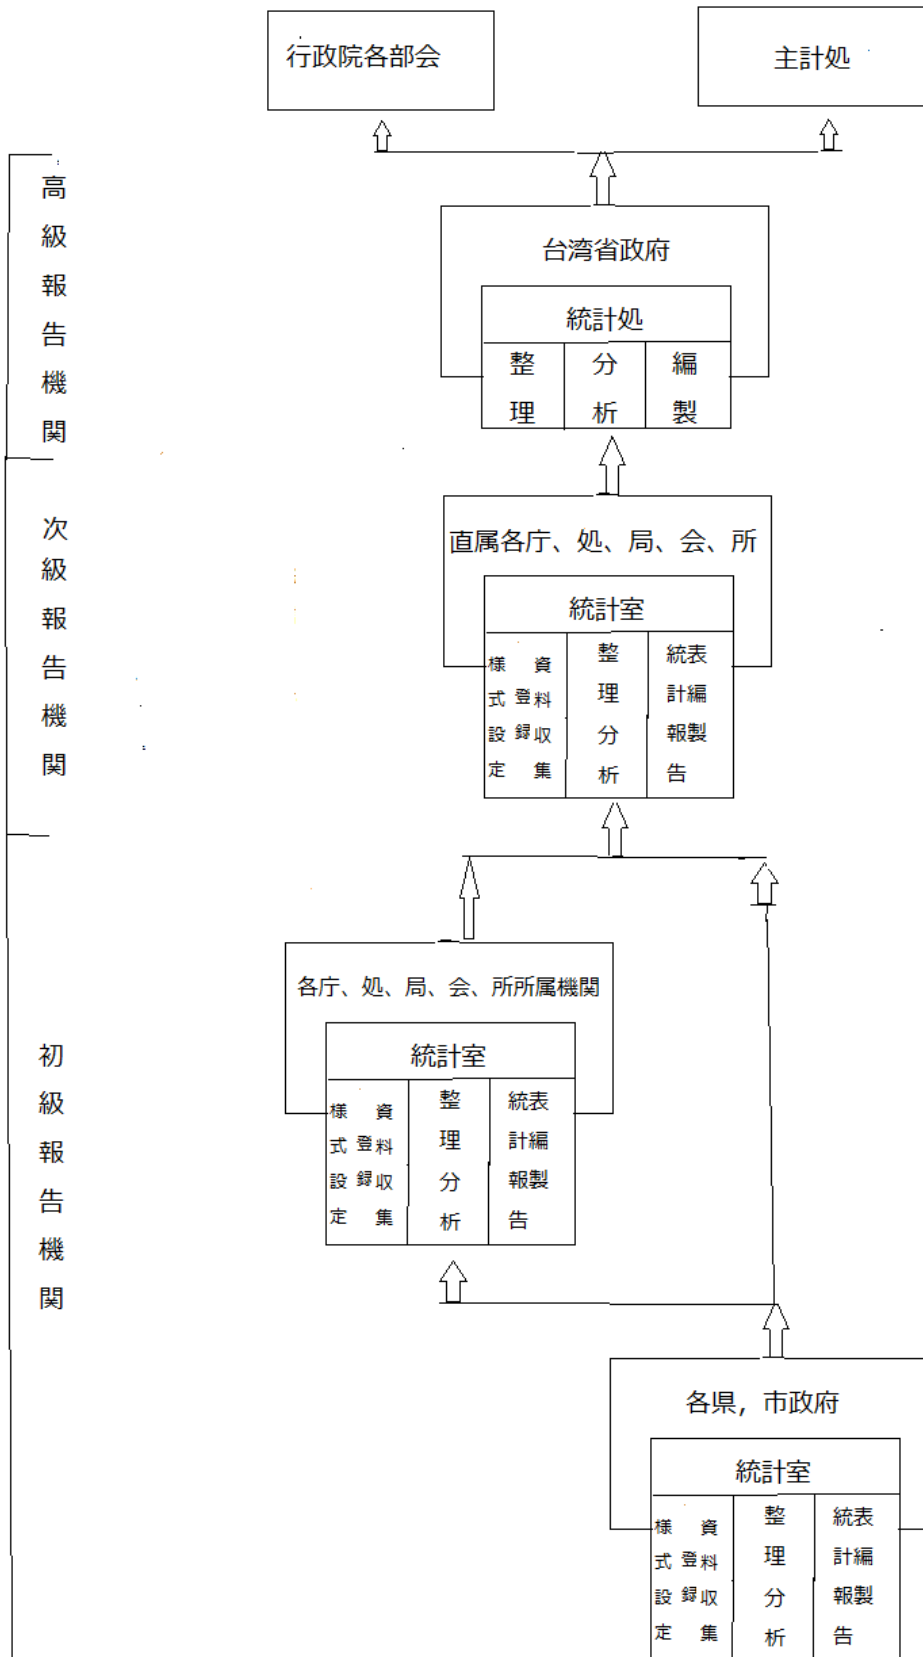 行政院各部会
主計処
高級報告機関
台湾省政府
統計処
整理
分析
編製
次級報告機関
直属各庁、処、局、会、所
統計室
様式設定
登録
資料収集
整理分析
統計報告
表編製
初級報告機関
各庁、処、局、会、所所属機関
統計室
様式設定
登録
資料収集
整理分析
統計報告
表編製
各県，市政府
統計室
様式設定
登録
資料収集
整理分析
統計報告
表編製